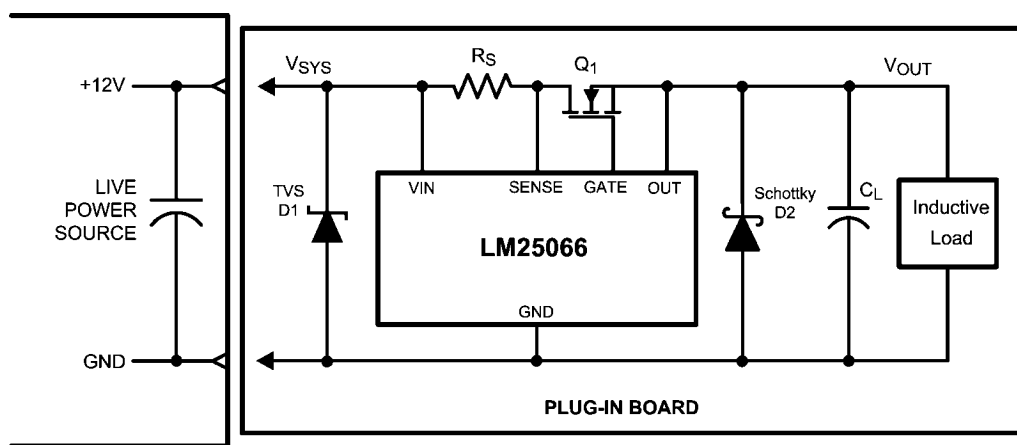 +12V
LIVE
POWER
SOURCE
GND
VSYS
RS
Q1
VOUT
TVS
D1
VIN
SENSE
GATE
OUT
LM25066
GND
Schottky
D2
CL
Inductive
Load
PLUG-IN BOARD